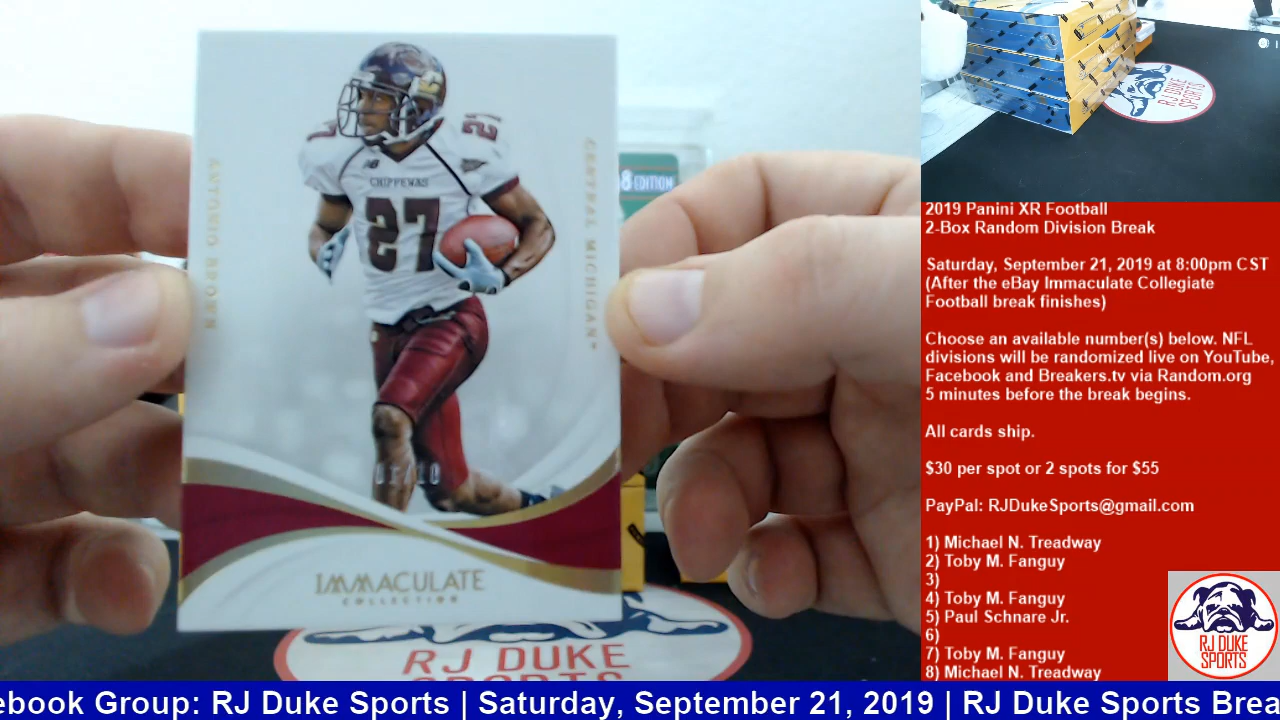 27
27
CHIPPEWAS
27
ANTONIO BROWN
CENTRAL MICHIGAN
01/10
IMMACULATE
COLLECTION
8 EDITION
RJ DUKE
SPORTS
RJ DUKE
SPORTS
2019 Panini XR Football
2-Box Random Division Break
Saturday, September 21, 2019 at 8:00pm CST
(After the eBay Immaculate Collegiate
Football break finishes)
Choose an available number(s) below. NFL
divisions will be randomized live on YouTube,
Facebook and Breakers.tv via Random.org
5 minutes before the break begins.
All cards ship.
$30 per spot or 2 spots for $55
PayPal: RJDukeSports@gmail.com
1) Michael N. Treadway
2) Toby M. Fanguy
3)
4) Toby M. Fanguy
5) Paul Schnare Jr.
6)
7) Toby M. Fanguy
8) Michael N. Treadway
RJ DUKE
SPORTS
ebook Group: RJ Duke Sports | Saturday, September 21, 2019 | RJ Duke Sports Brea